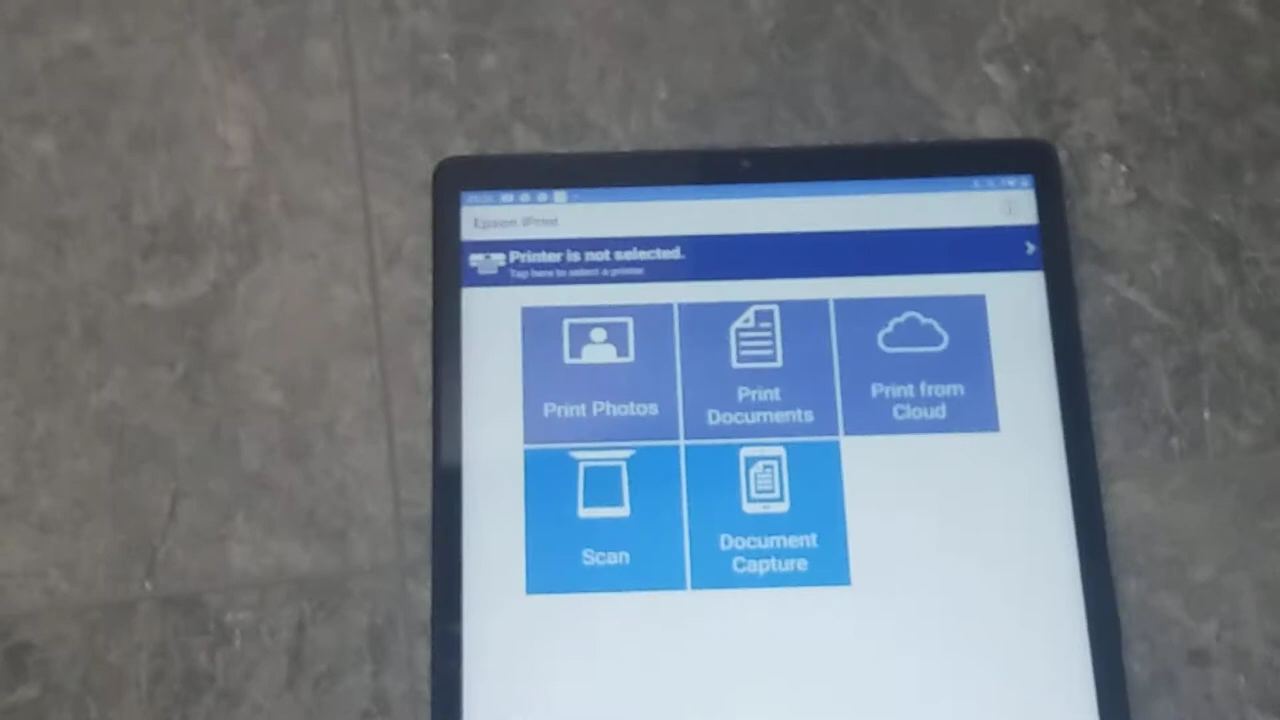 Epson iPrint
Printer is not selected.
Tap here to select a printer
Print Photos
Print
Documents
Print from
Cloud
Scan
Document
Capture